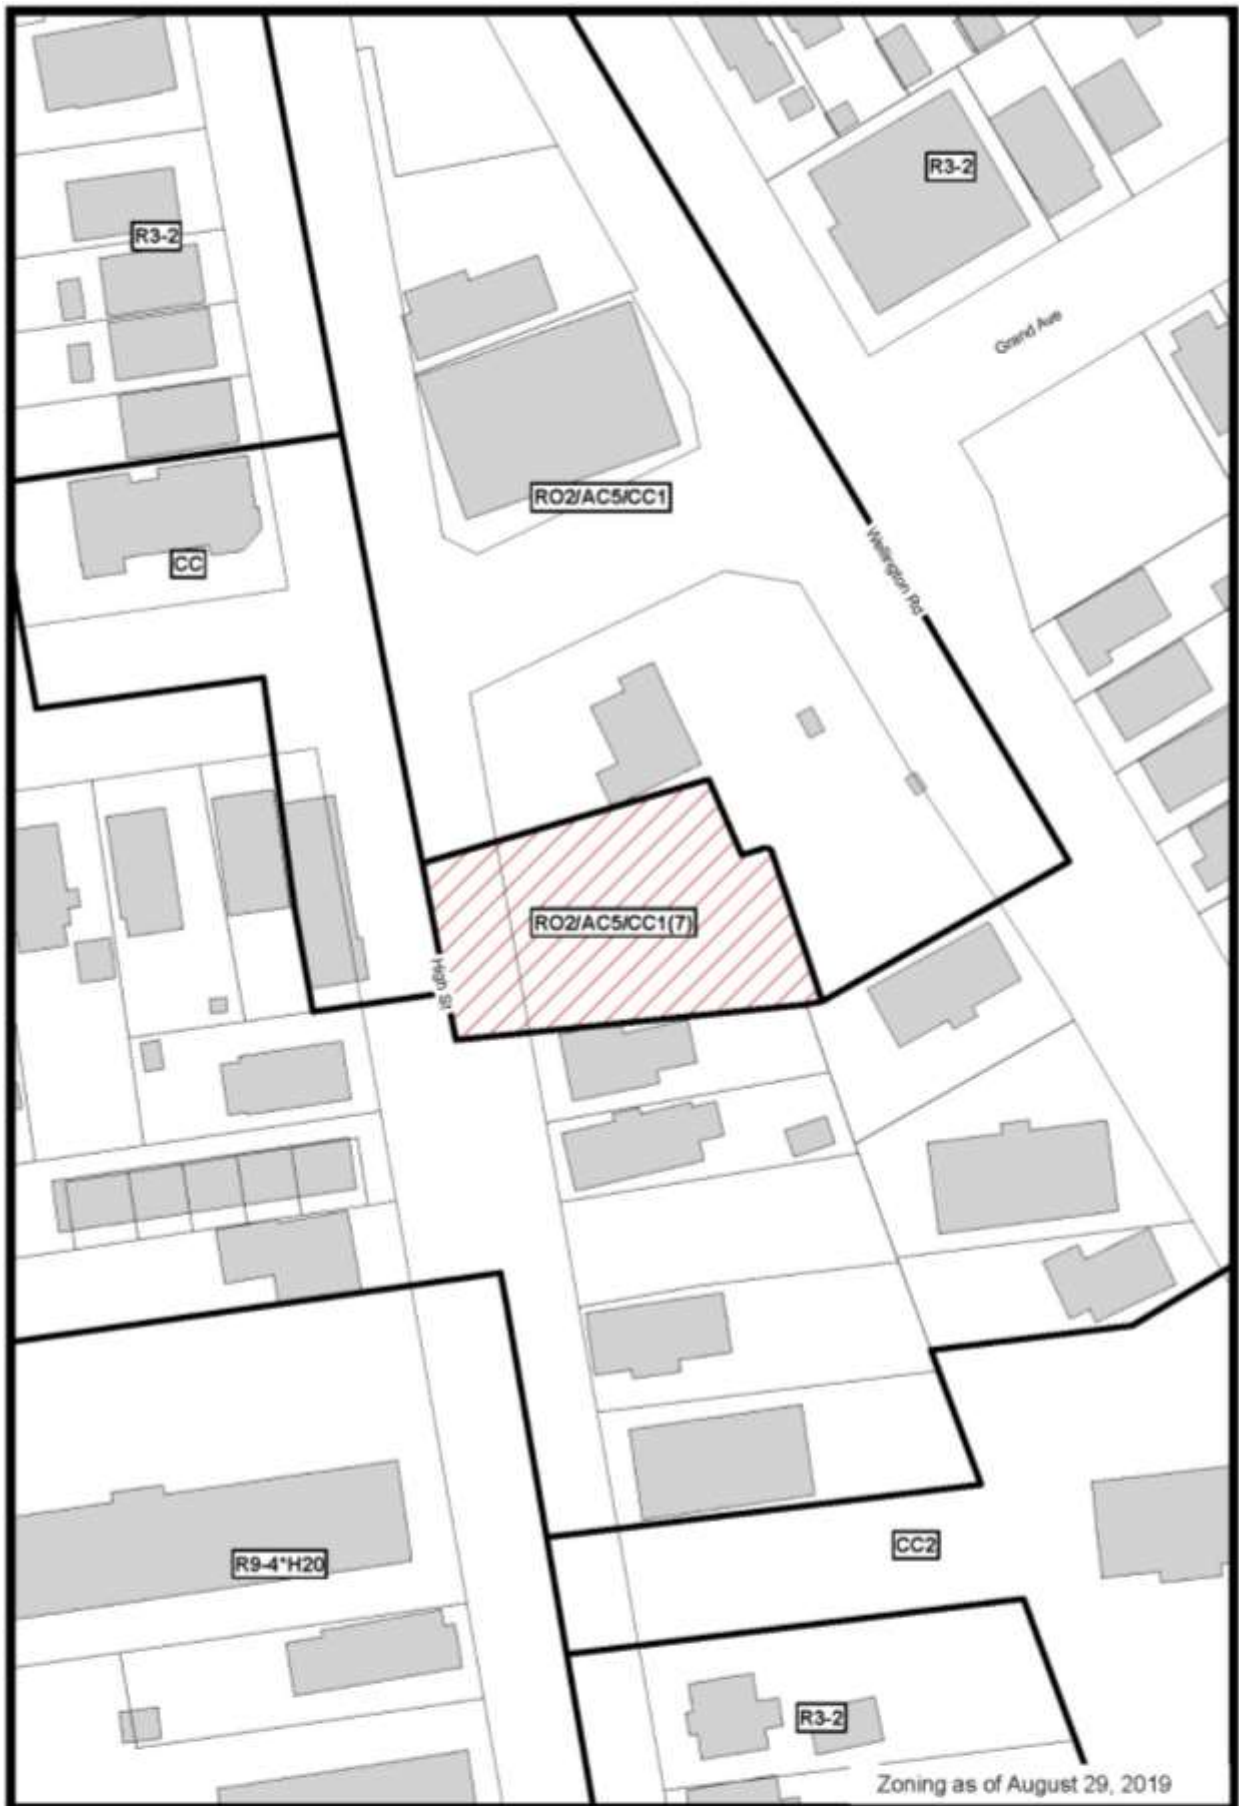 R3-2
R3-2
Grand Ave
RO2/AC5/CC1
CC
Wellington Rd
RO2/AC5/CC1(7)
High St
CC2
R9-4*H20
R3-2
Zoning as of August 29, 2019